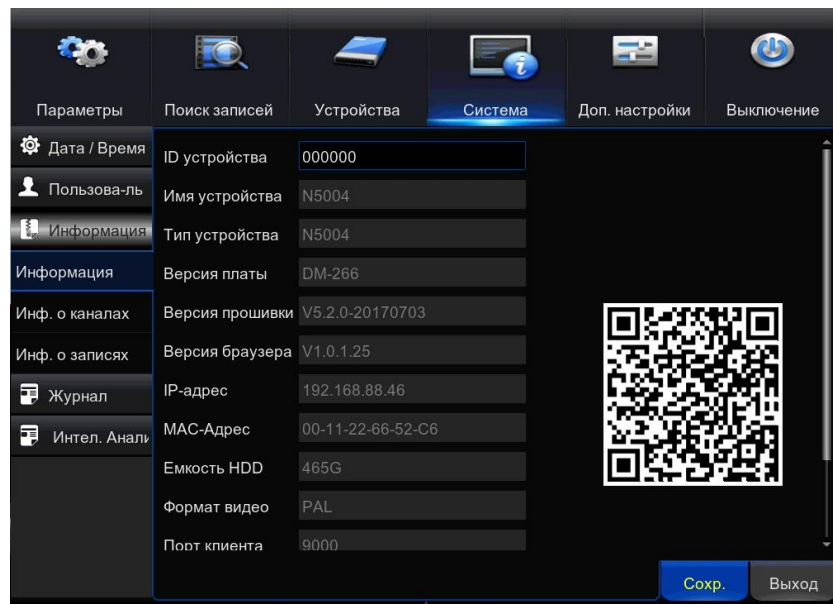 Параметры Поиск записей Устройства Система Доп. настройки Выключение
Дата / Время
Пользова-ль
Информация
Информация
Инф. о каналах
Инф. о записях
Журнал
Интел. Анали
ID устройства 000000
Имя устройства N5004
Тип устройства N5004
Версия платы DM-266
Версия прошивки V5.2.0-20170703
Версия браузера V1.0.1.25
IP-адрес 192.168.88.46
MAC-Адрес 00-11-22-66-52-C6
Емкость HDD 465G
Формат видео PAL
Порт клиента 9000
Сохр. Выход